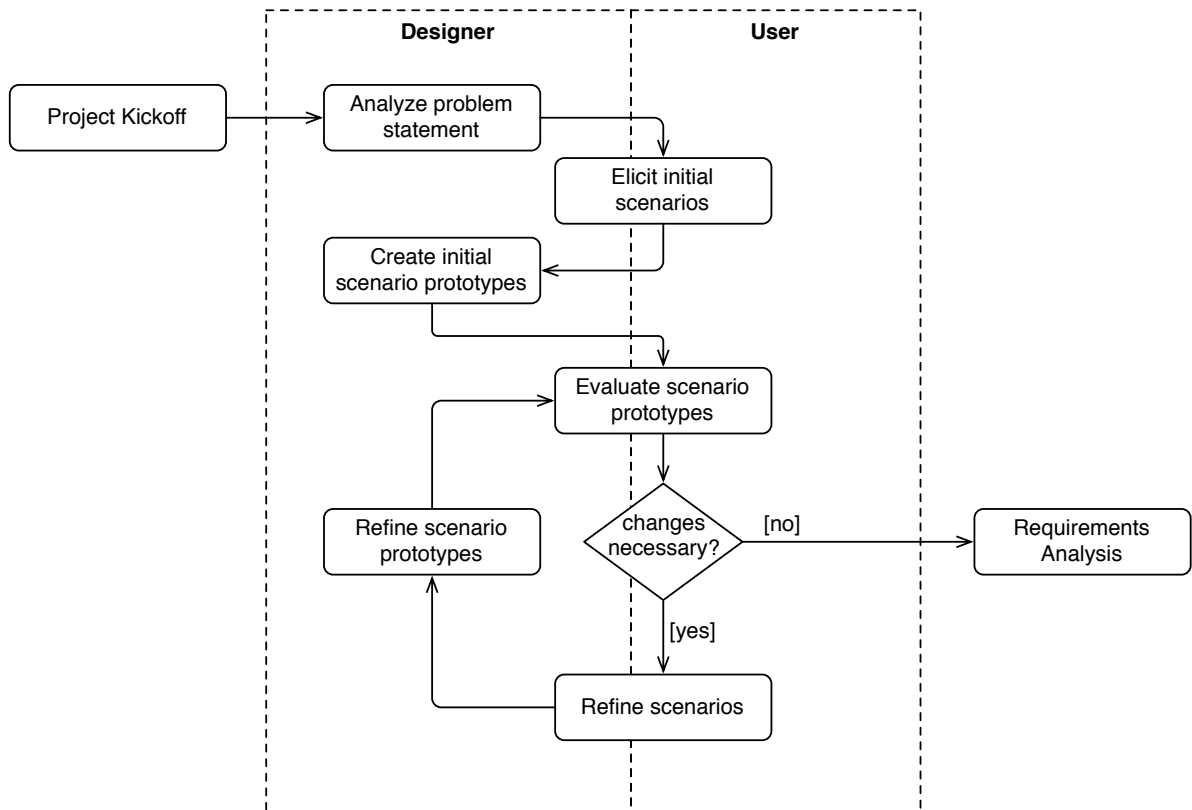 Designer
User
Project Kickoff
Analyze problem
statement
Elicit initial
scenarios
Create initial
scenario prototypes
Evaluate scenario
prototypes
changes
necessary?
[no]
Requirements
Analysis
Refine scenario
prototypes
[yes]
Refine scenarios